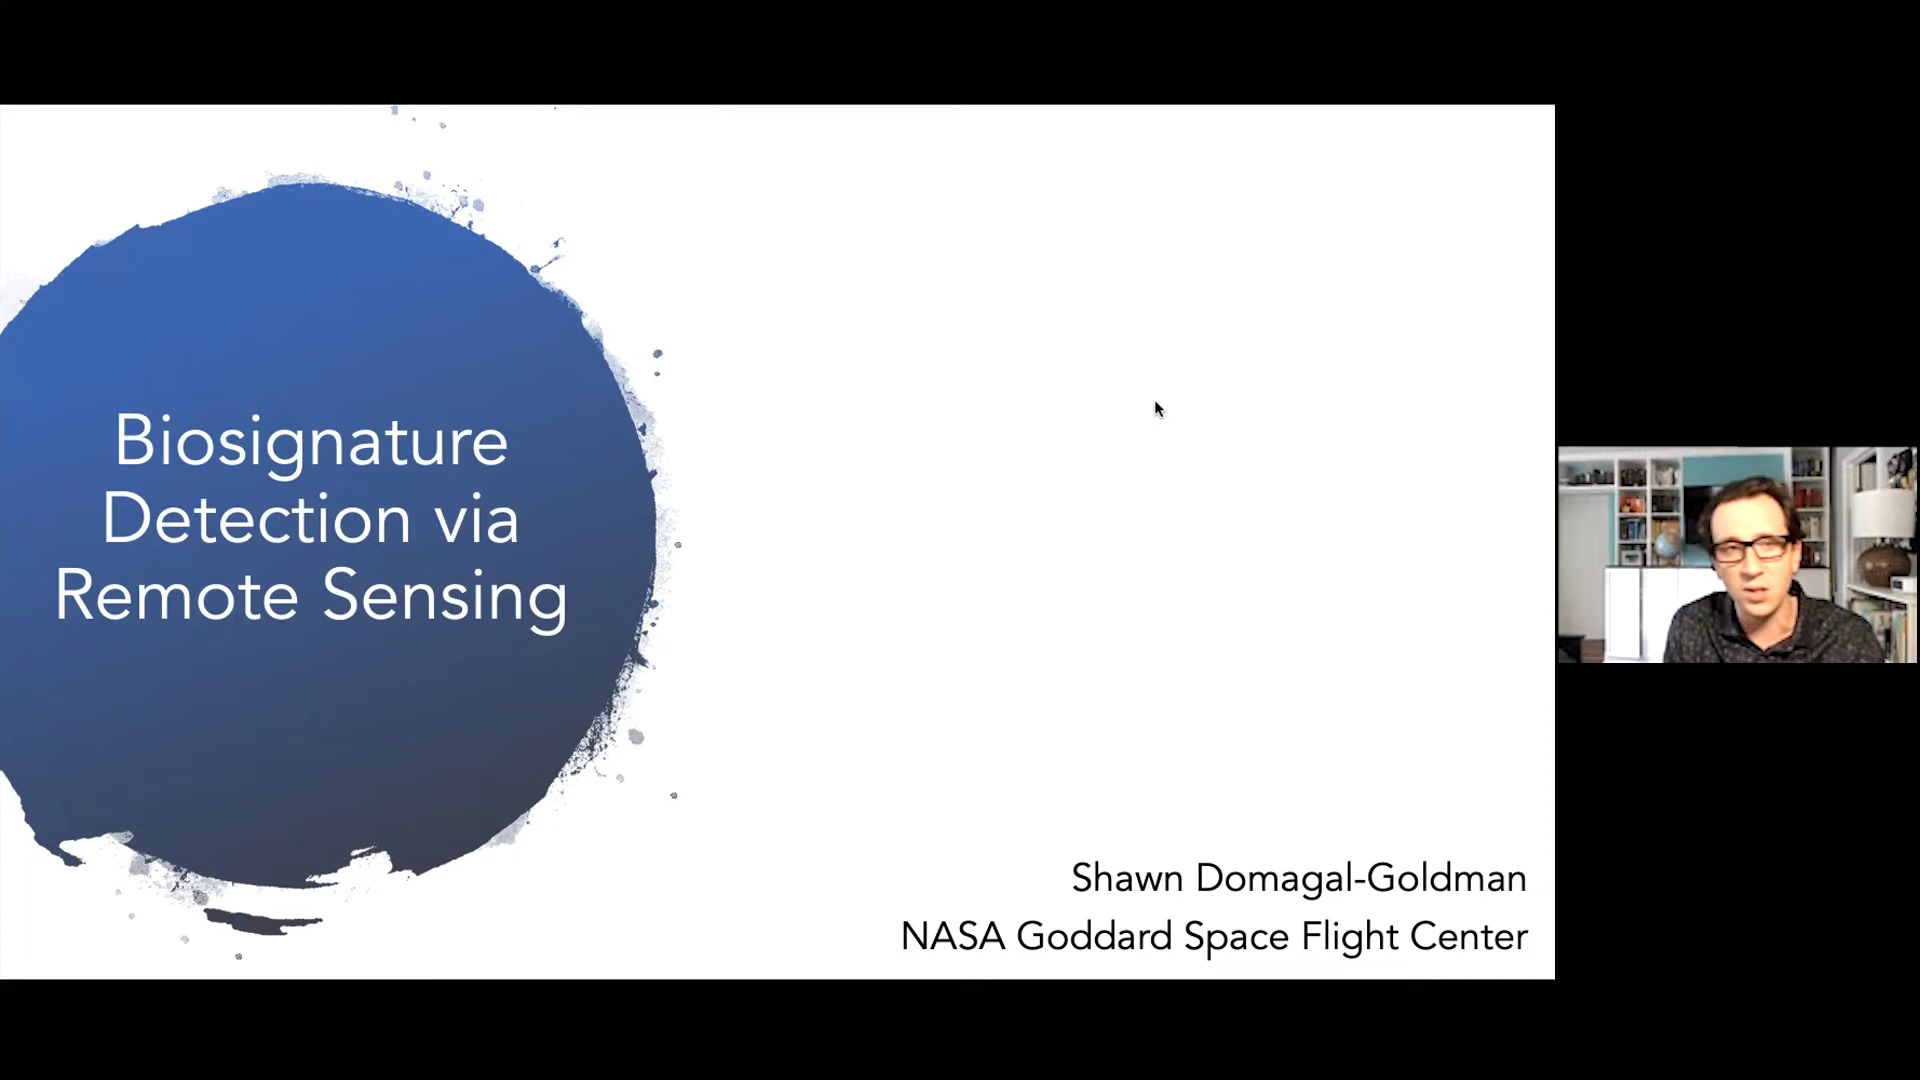 Biosignature
Detection via
Remote Sensing
Shawn Domagal-Goldman
NASA Goddard Space Flight Center